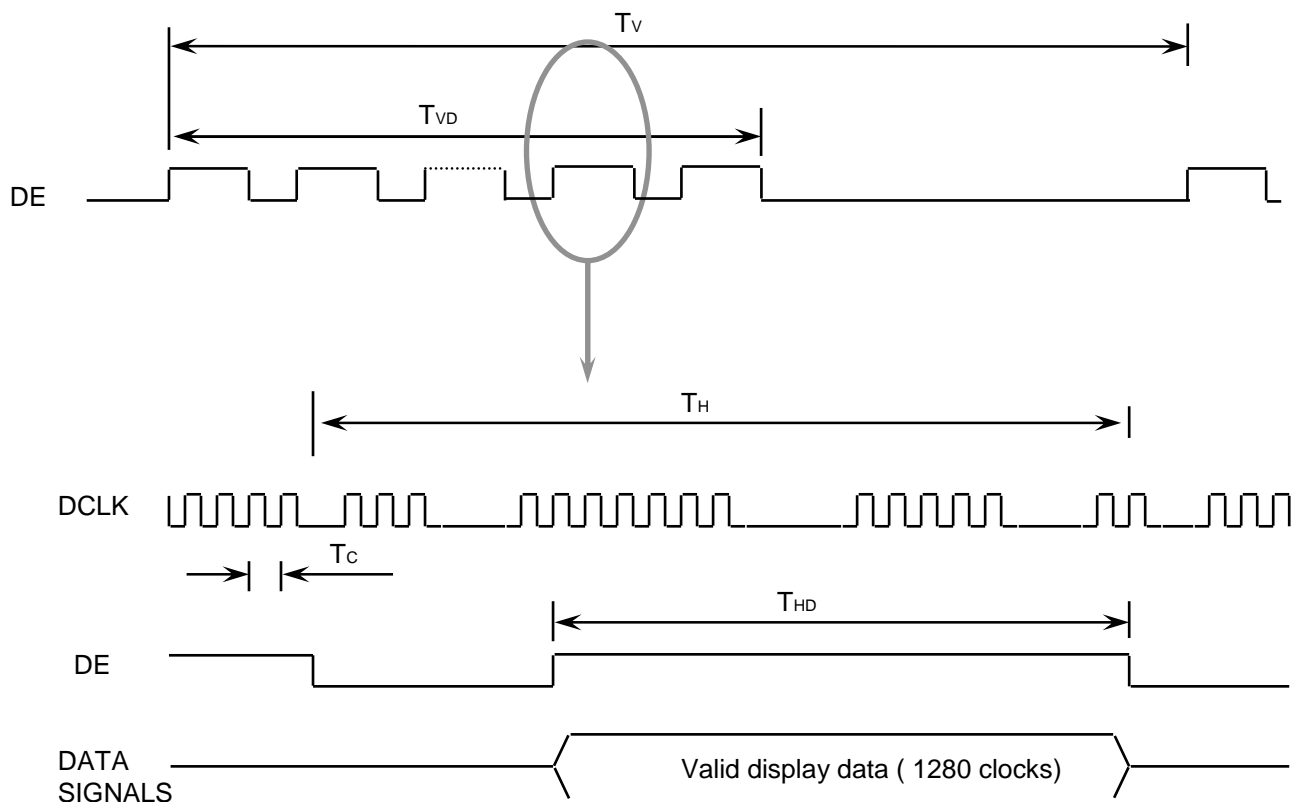 TV
TVD
DE
TH
DCLK
TC
THD
DE
DATA
SIGNALS
Valid display data ( 1280 clocks)